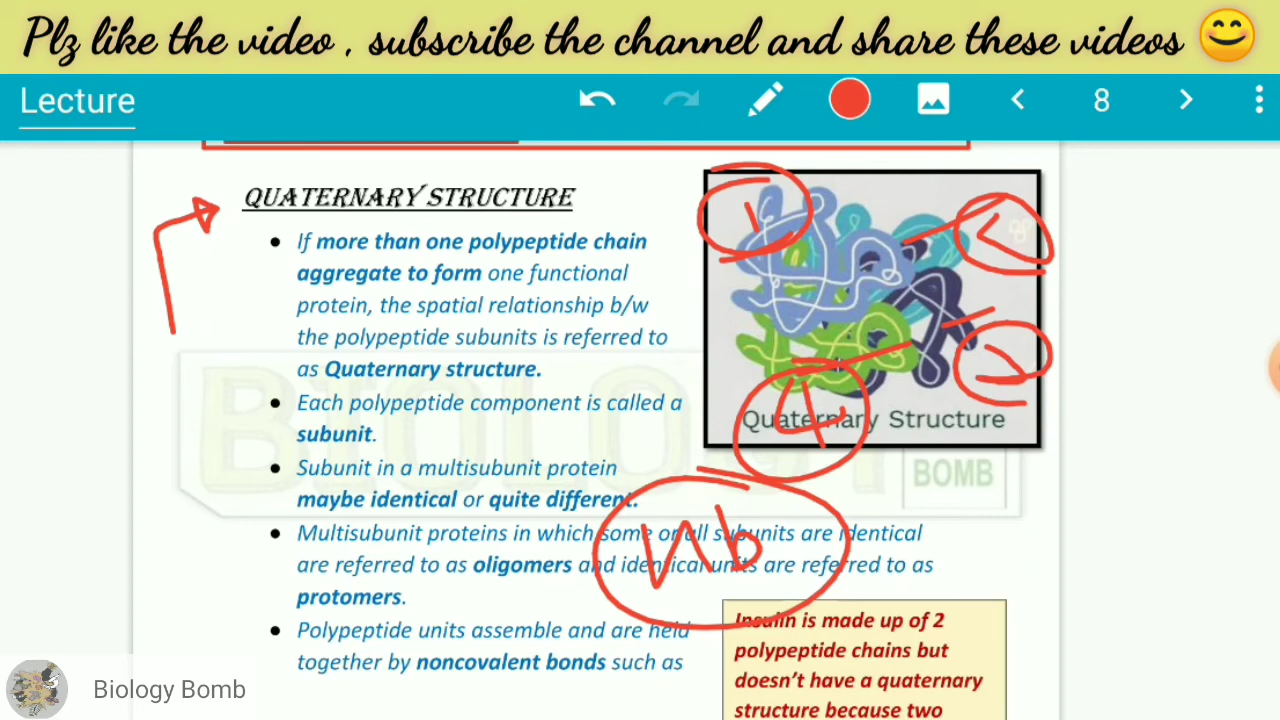 Plz like the video , subscribe the channel and share these videos 😊
Lecture
8
QUATERNARY STRUCTURE
• If more than one polypeptide chain
aggregate to form one functional
protein, the spatial relationship b/w
the polypeptide subunits is referred to
as Quaternary structure.
• Each polypeptide component is called a
subunit.
• Subunit in a multisubunit protein
maybe identical or quite different.
• Multisubunit proteins in which some or all subunits are identical
are referred to as oligomers and identical units are referred to as
protomers.
• Polypeptide units assemble and are held
together by noncovalent bonds such as
1
2
4
Quaternary Structure
Hb
BIOLOGY
BOMB
Insulin is made up of 2
polypeptide chains but
doesn't have a quaternary
structure because two
Biology Bomb